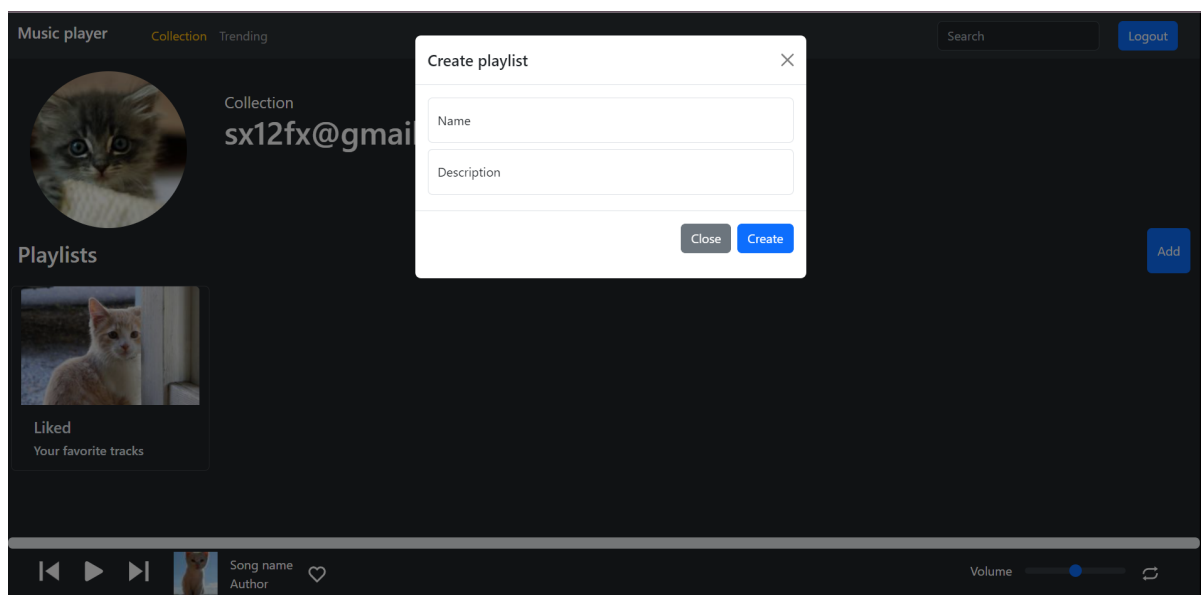 Music player
Collection Trending
Search
Logout
Create playlist
Name
Description
Close Create
Collection
sx12fx@gmail
Playlists
Add
Liked
Your favorite tracks
Song name
Author
Volume